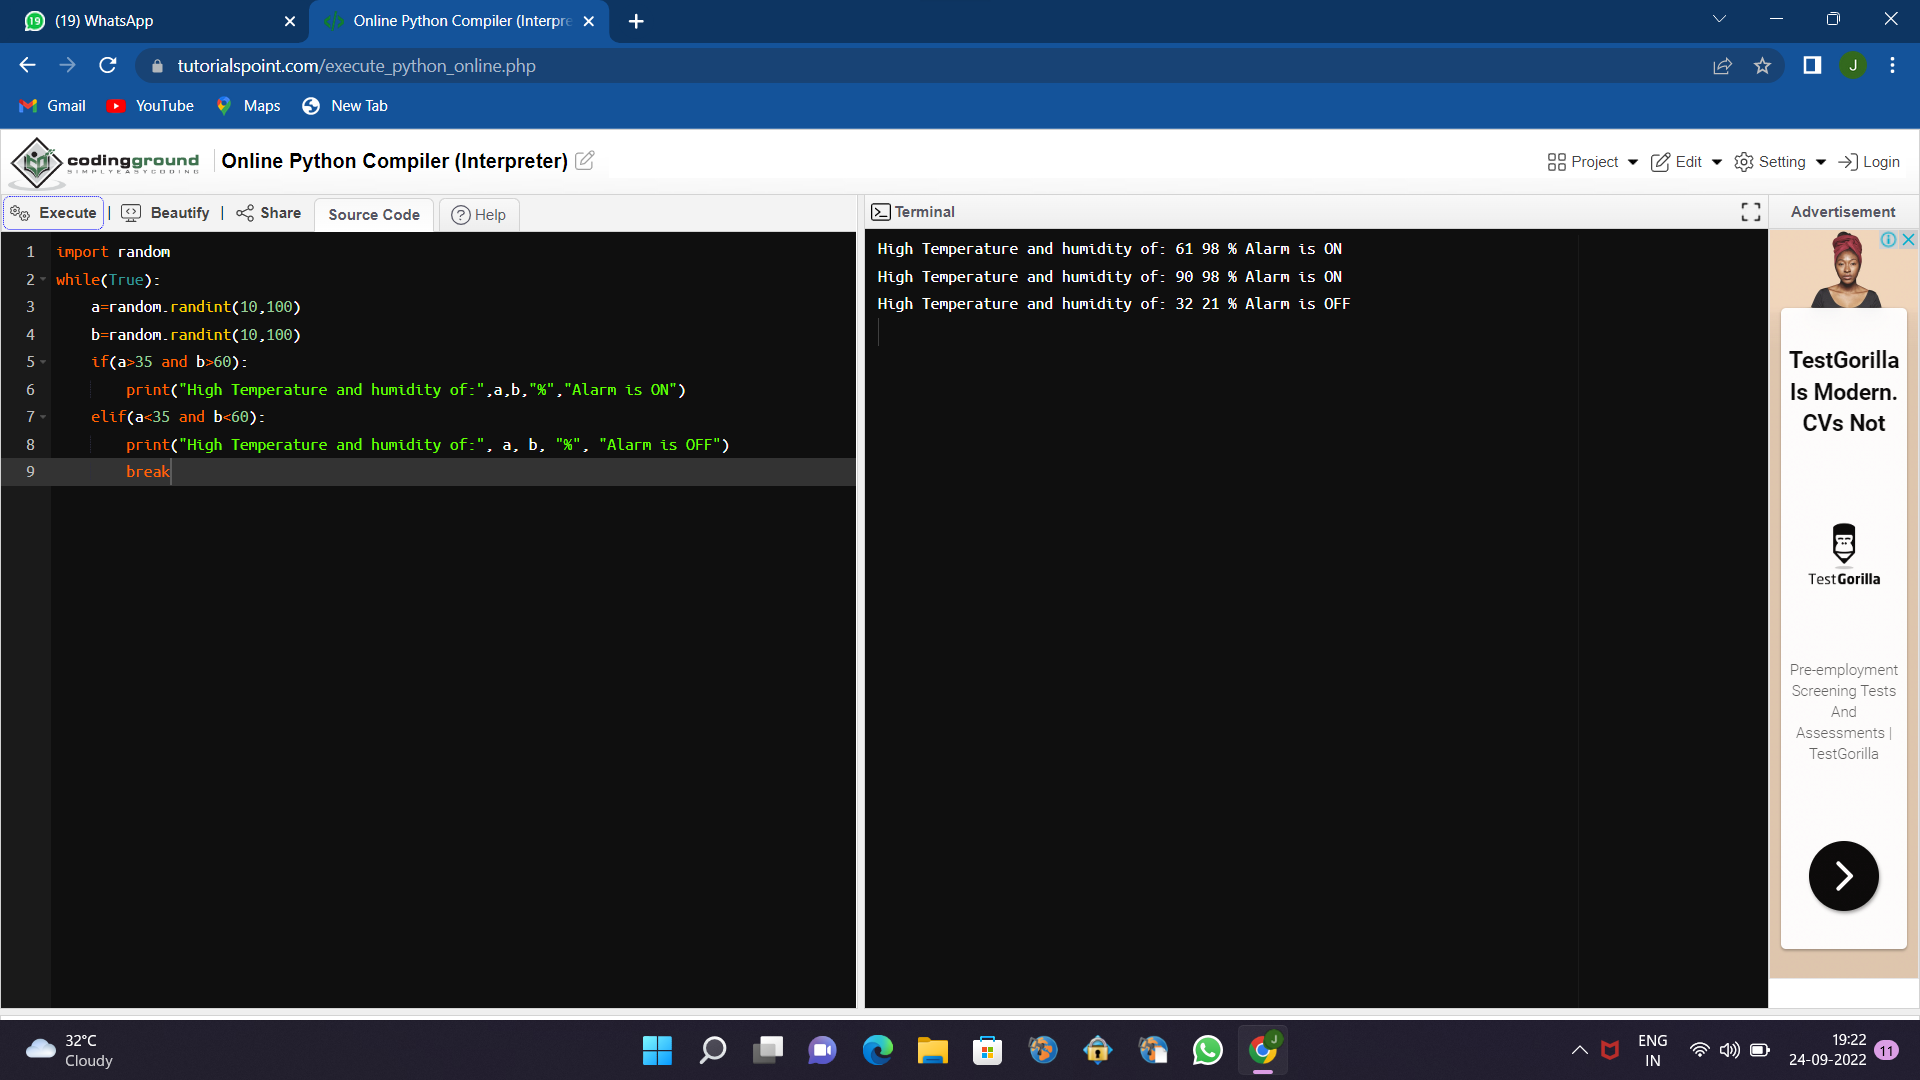 (19) WhatsApp
Online Python Compiler (Interpre
tutorialspoint.com/execute_python_online.php
J
Gmail YouTube Maps New Tab
codingground
SIMPLYEASYCODING
Online Python Compiler (Interpreter)
Project Edit Setting Login
Execute | Beautify | Share Source Code Help
Terminal
Advertisement
1 import random
2 while(True):
3 a=random.randint(10,100)
4 b=random.randint(10,100)
5 if(a>35 and b>60):
6 print("High Temperature and humidity of:",a,b,"%","Alarm is ON")
7 elif(a<35 and b<60):
8 print("High Temperature and humidity of:", a, b, "%", "Alarm is OFF")
9 break
High Temperature and humidity of: 61 98 % Alarm is ON
High Temperature and humidity of: 90 98 % Alarm is ON
High Temperature and humidity of: 32 21 % Alarm is OFF
TestGorilla
Is Modern.
CVs Not
TestGorilla
Pre-employment
Screening Tests
And
Assessments |
TestGorilla
32°C
Cloudy
J
ENG
IN
19:22
24-09-2022
11